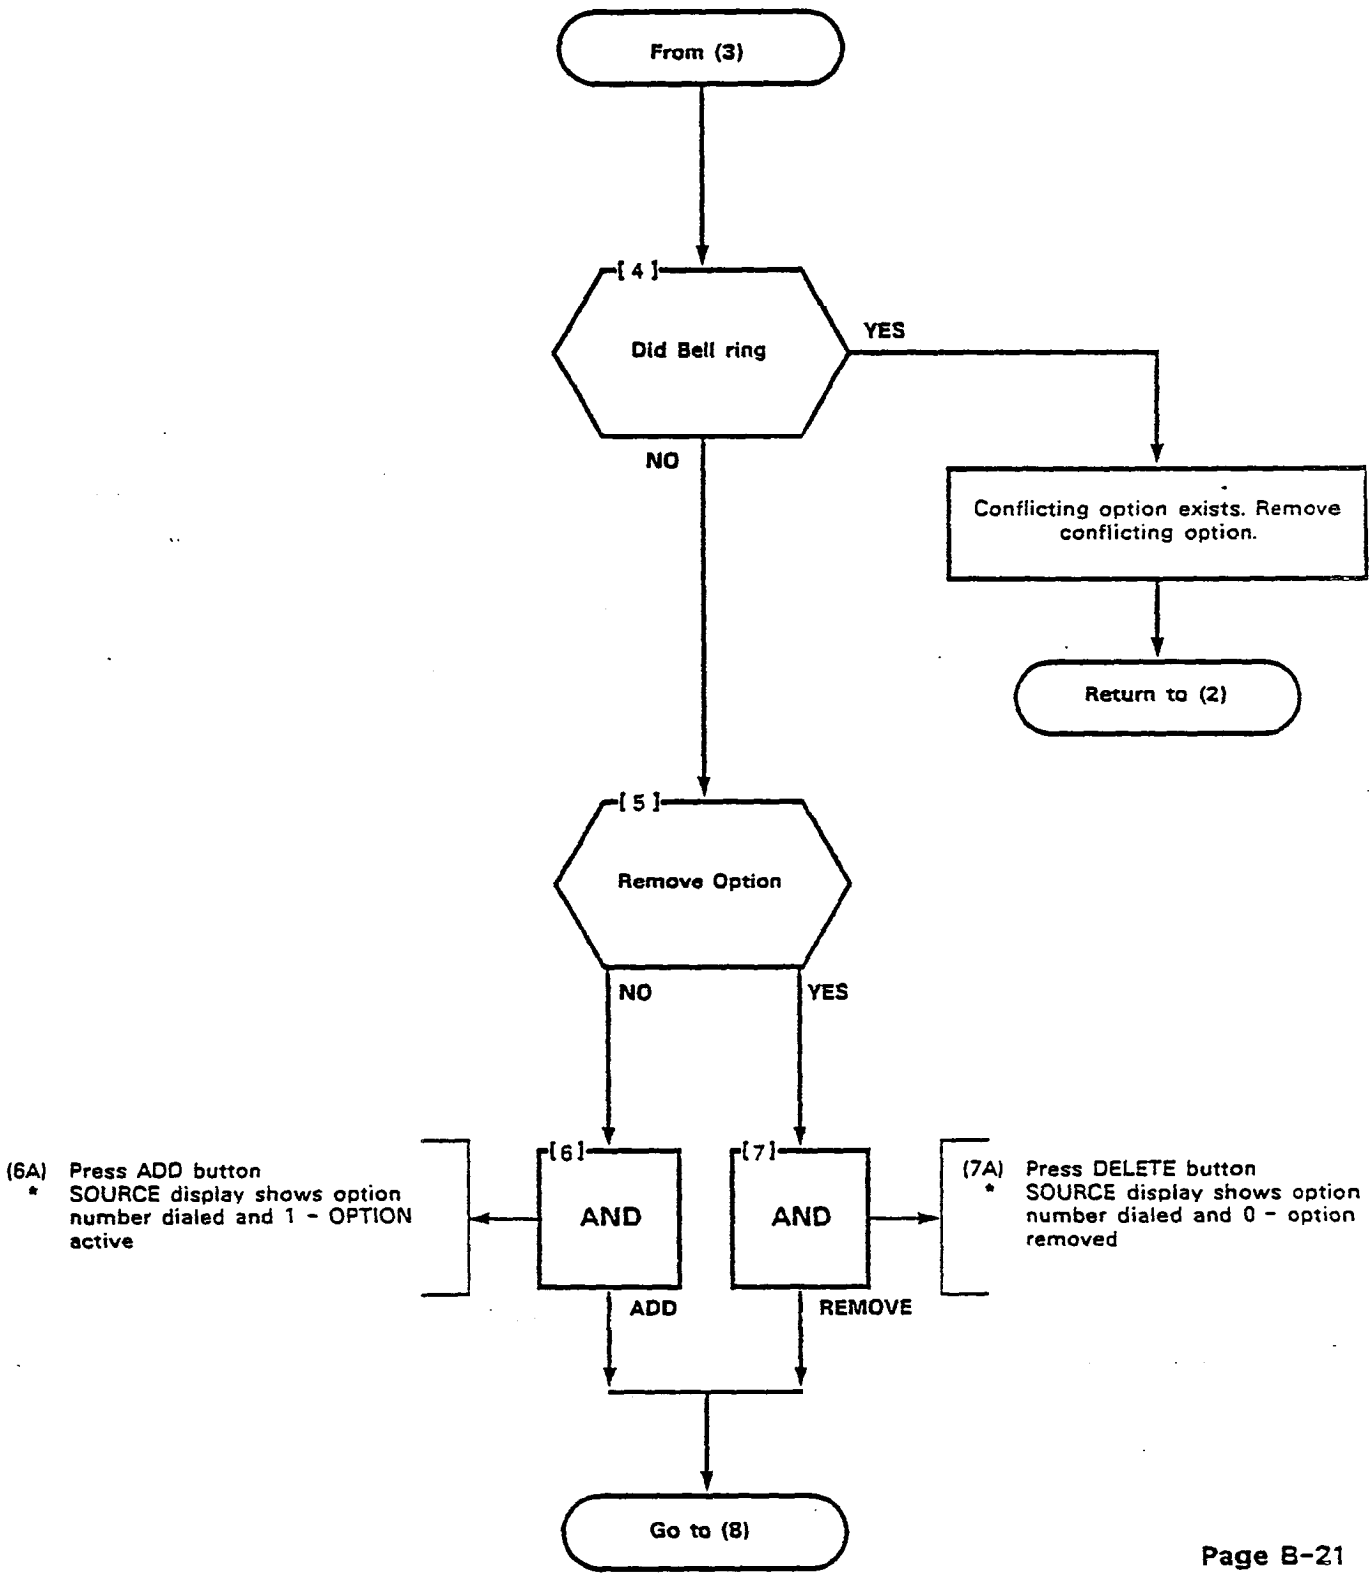 From (3)
[ 4 ]
Did Bell ring
YES
NO
Conflicting option exists. Remove
conflicting option.
Return to (2)
[ 5 ]
Remove Option
NO
YES
(6A) Press ADD button
* SOURCE display shows option
number dialed and 1 - OPTION
active
[6]
AND
ADD
[7]
AND
REMOVE
(7A) Press DELETE button
* SOURCE display shows option
number dialed and 0 - option
removed
Go to (8)
Page B-21